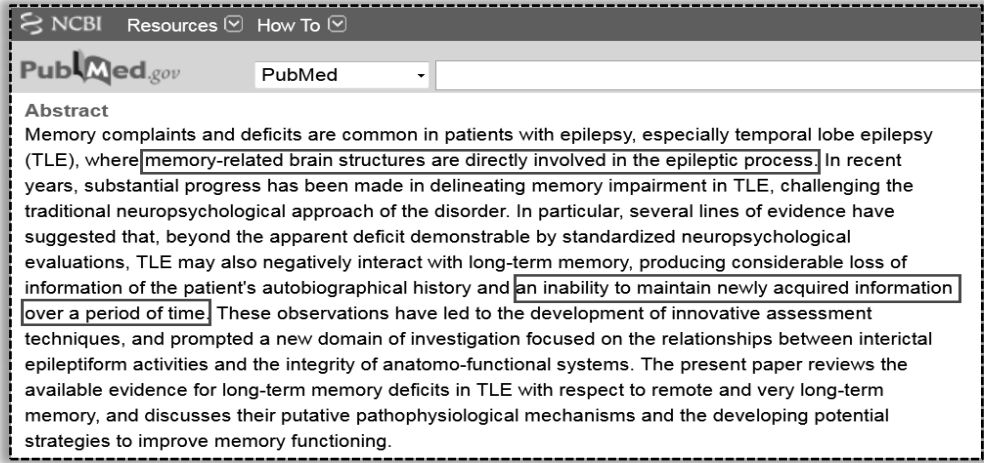 NCBI Resources How To
PubMed.gov PubMed
Abstract
Memory complaints and deficits are common in patients with epilepsy, especially temporal lobe epilepsy
(TLE), where memory-related brain structures are directly involved in the epileptic process. In recent
years, substantial progress has been made in delineating memory impairment in TLE, challenging the
traditional neuropsychological approach of the disorder. In particular, several lines of evidence have
suggested that, beyond the apparent deficit demonstrable by standardized neuropsychological
evaluations, TLE may also negatively interact with long-term memory, producing considerable loss of
information of the patient's autobiographical history and an inability to maintain newly acquired information
over a period of time. These observations have led to the development of innovative assessment
techniques, and prompted a new domain of investigation focused on the relationships between interictal
epileptiform activities and the integrity of anatomo-functional systems. The present paper reviews the
available evidence for long-term memory deficits in TLE with respect to remote and very long-term
memory, and discusses their putative pathophysiological mechanisms and the developing potential
strategies to improve memory functioning.